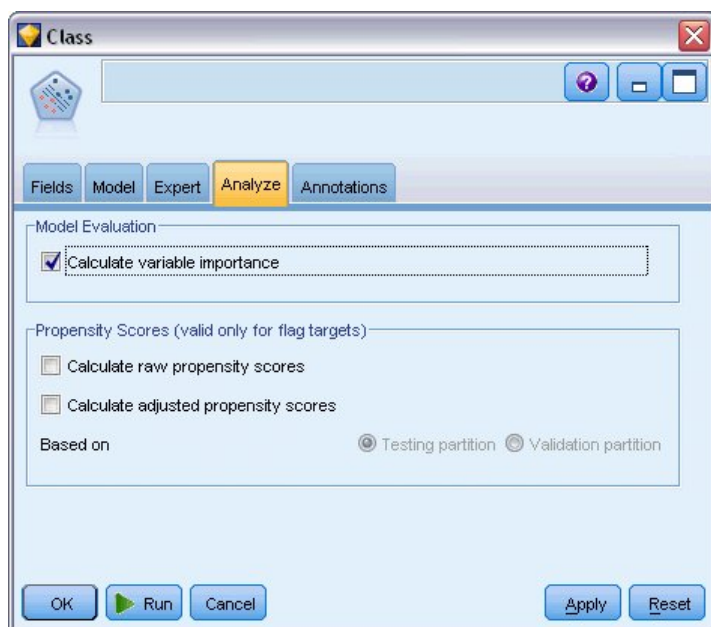 Class
Fields Model Expert Analyze Annotations
Model Evaluation
Calculate variable importance
Propensity Scores (valid only for flag targets)
Calculate raw propensity scores
Calculate adjusted propensity scores
Based on Testing partition Validation partition
OK Run Cancel Apply Reset